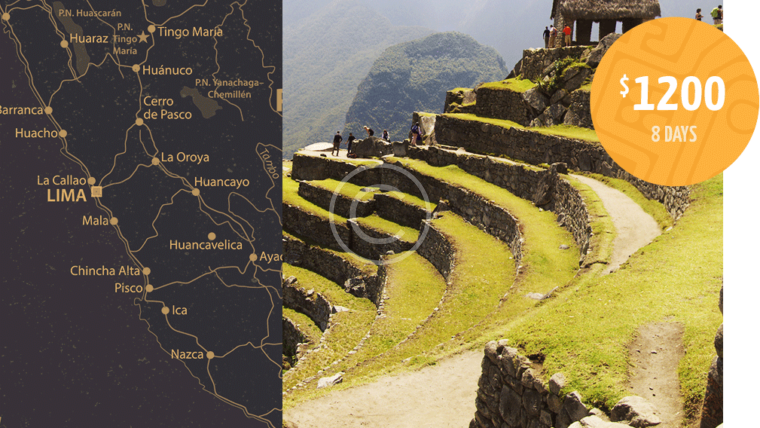 P.N. Huascarán
P.N.
Tingo
María
Tingo María
Huaraz
Huánuco
P.N. Yanachaga–
Chemillén
Cerro
de Pasco
Barranca
Huacho
La Oroya
La Callao
LIMA
Huancayo
Tambo
Mala
Huancavelica
Chincha Alta
Pisco
Ica
Nazca
$1200
8 DAYS
©